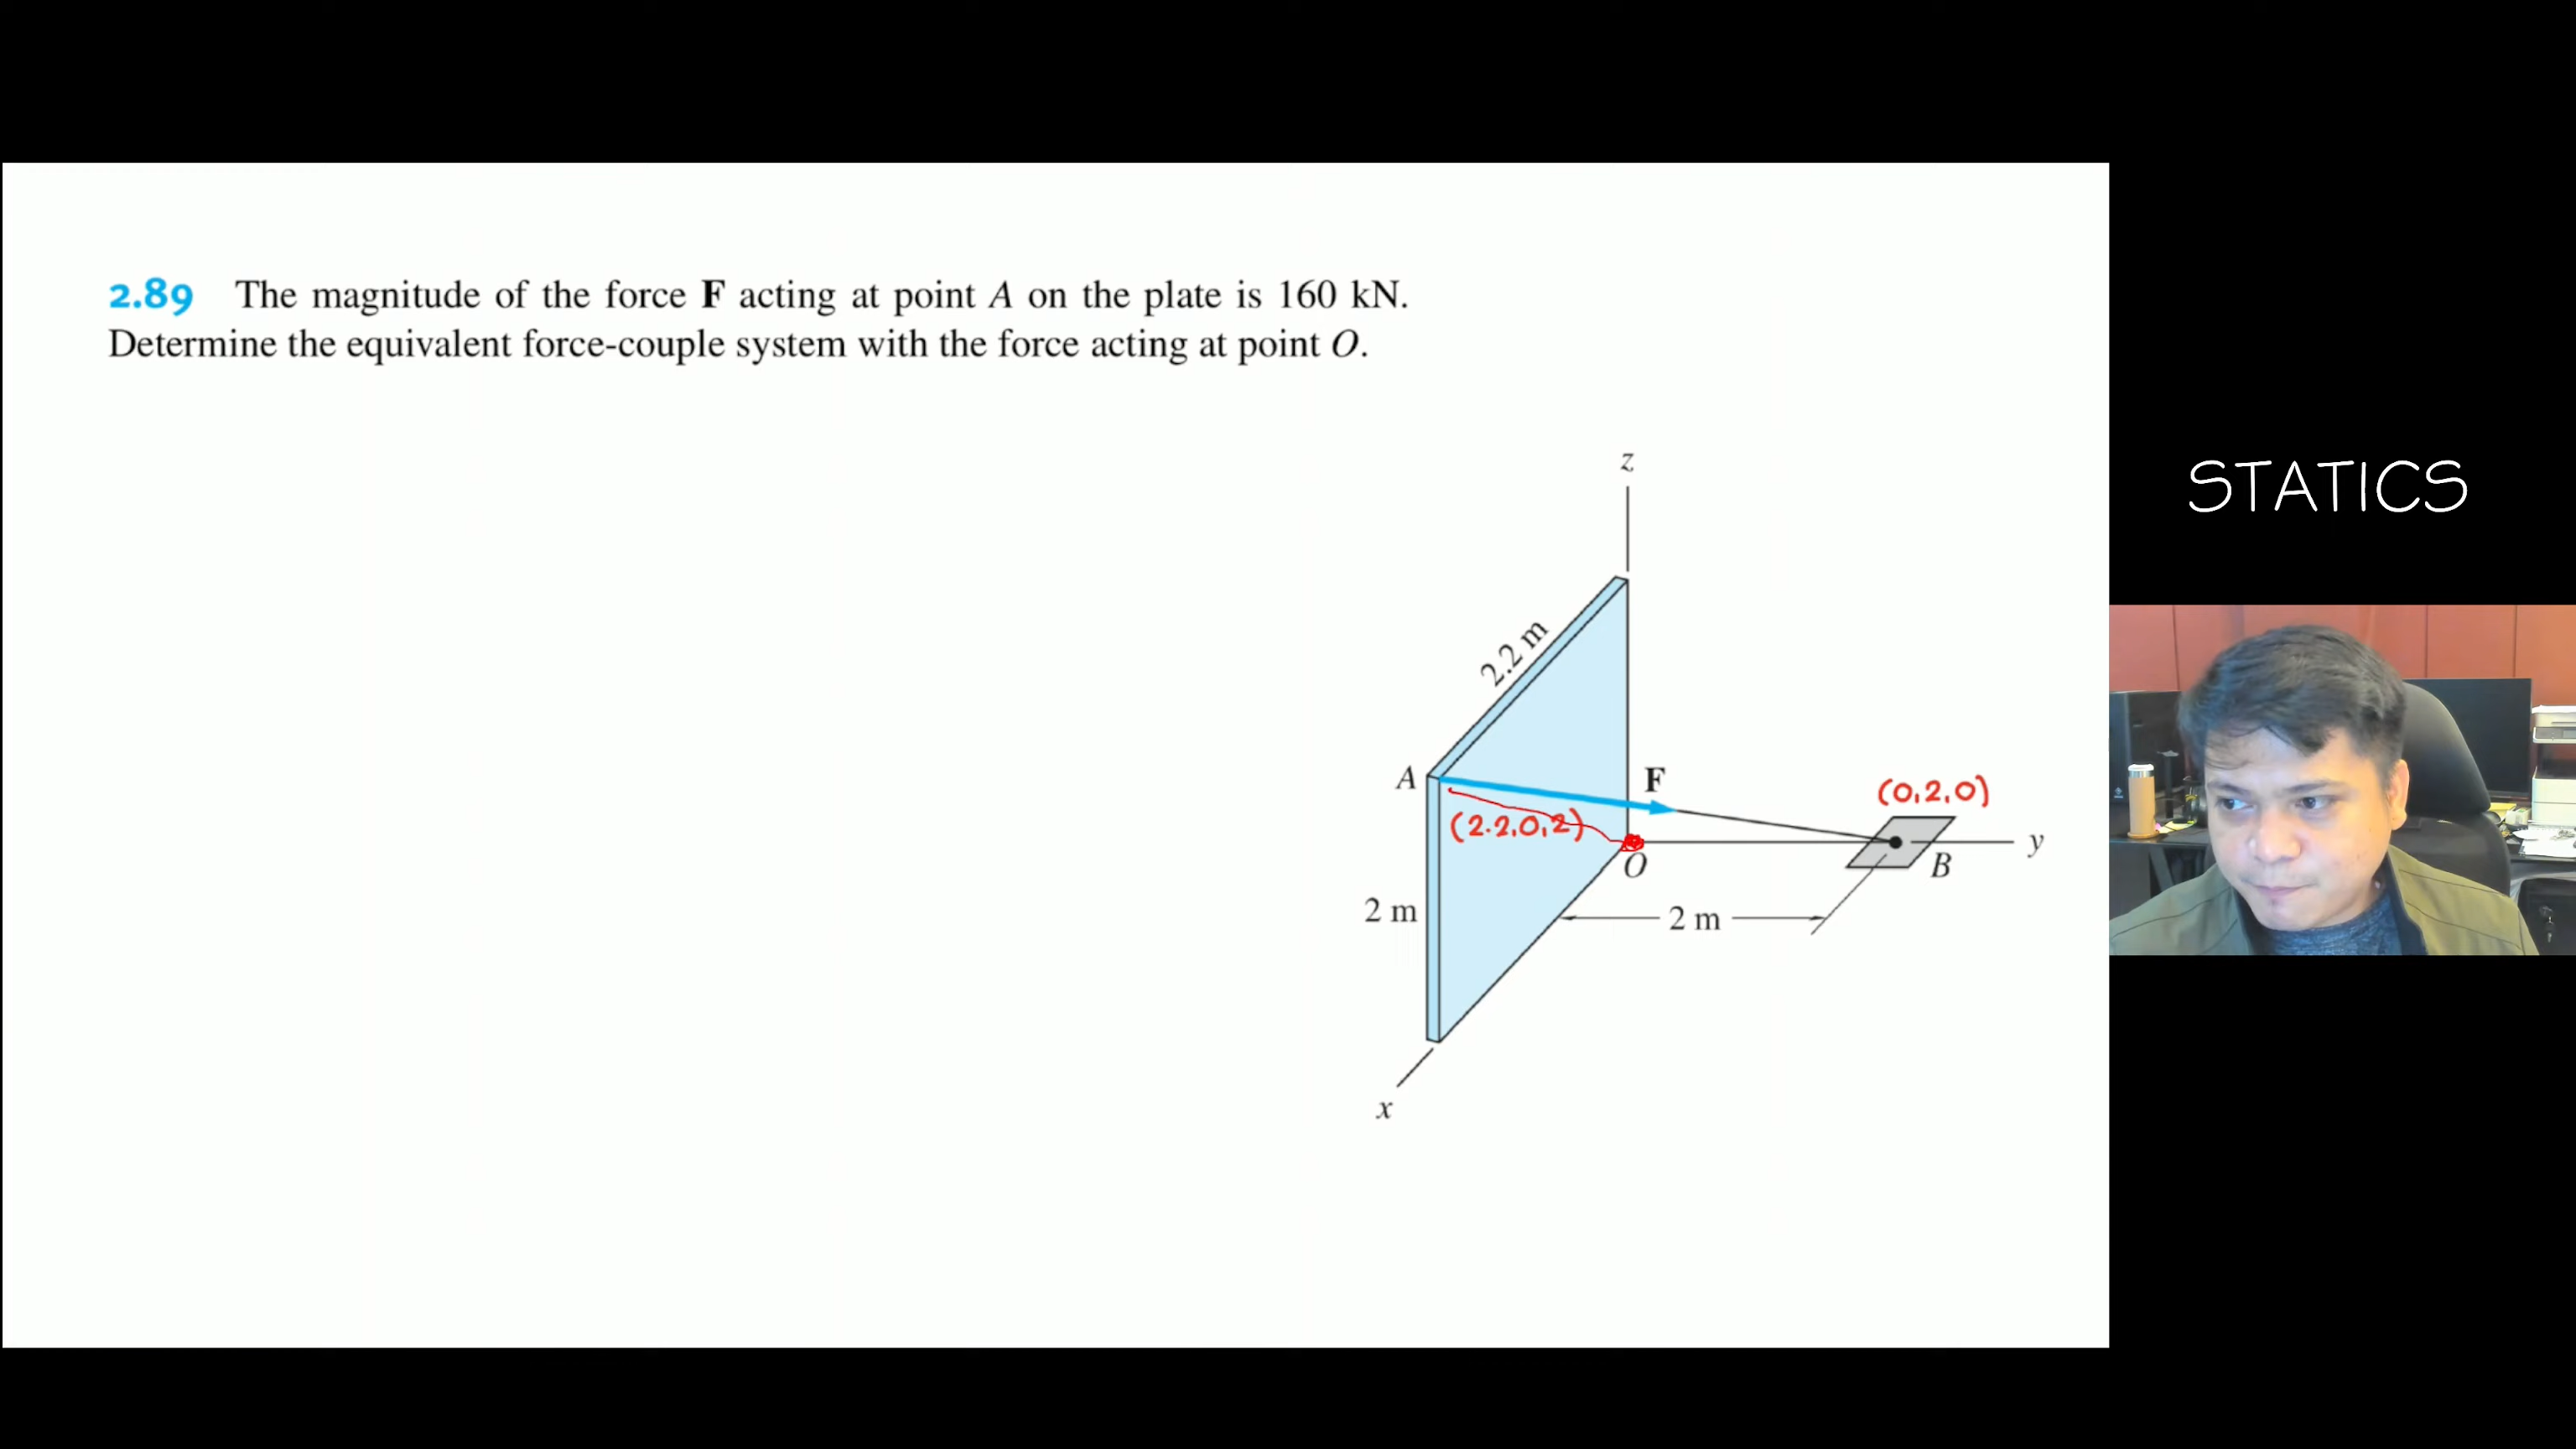 2.89 The magnitude of the force F acting at point A on the plate is 160 kN.
Determine the equivalent force-couple system with the force acting at point O.
z
STATICS
2.2 m
A
F
(0,2,0)
(2.2,0,2)
O
B
y
2 m
2 m
x